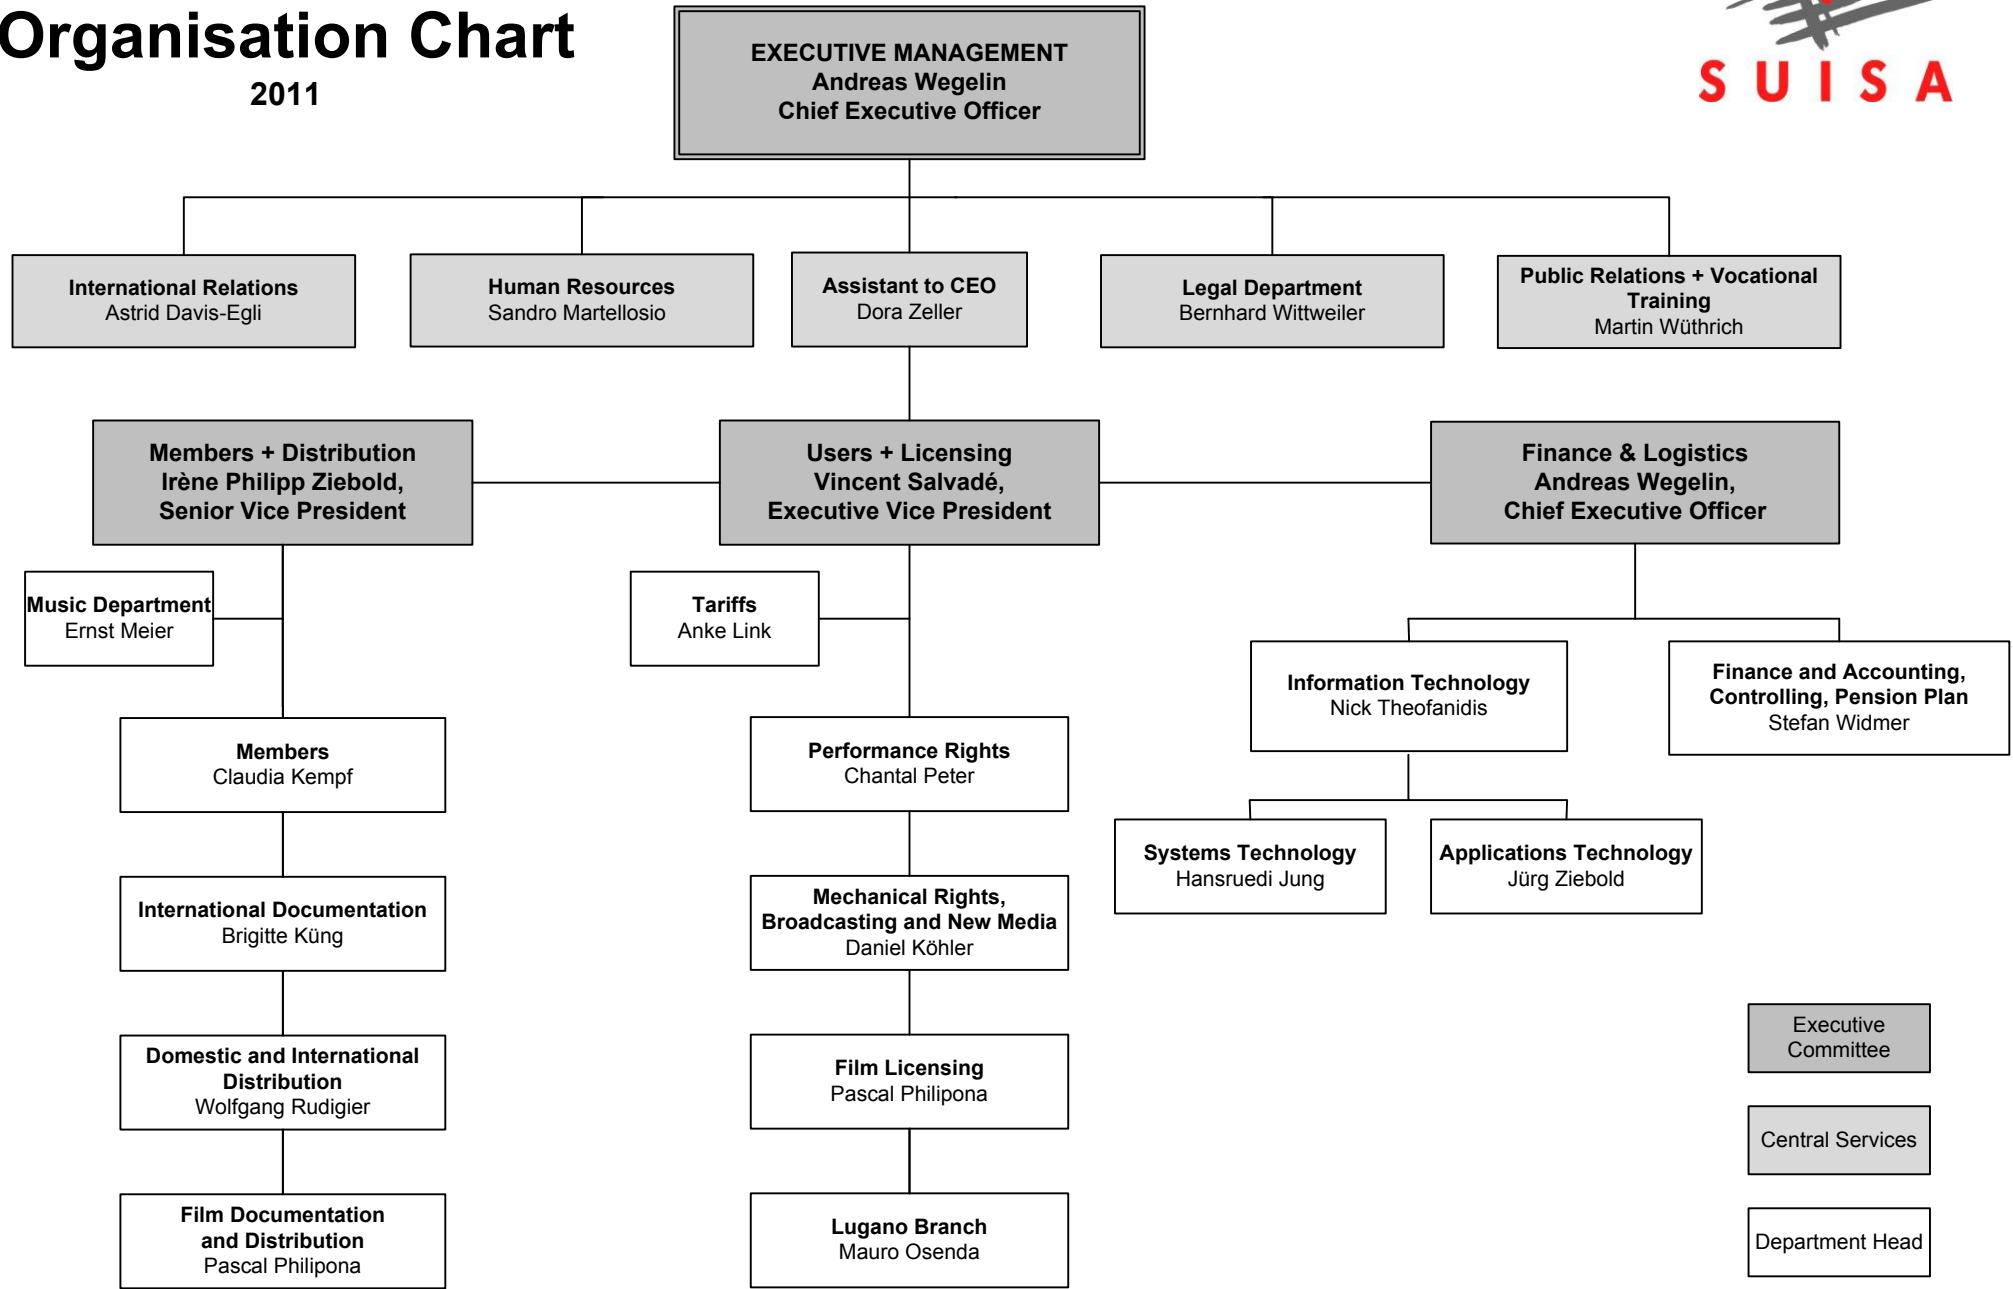 Organisation Chart
2011
EXECUTIVE MANAGEMENT
Andreas Wegelin
Chief Executive Officer
SUISA
International Relations
Astrid Davis-Egli
Human Resources
Sandro Martellosio
Assistant to CEO
Dora Zeller
Legal Department
Bernhard Wittweiler
Public Relations + Vocational
Training
Martin Wüthrich
Members + Distribution
Irène Philipp Ziebold,
Senior Vice President
Users + Licensing
Vincent Salvadé,
Executive Vice President
Finance & Logistics
Andreas Wegelin,
Chief Executive Officer
Music Department
Ernst Meier
Tariffs
Anke Link
Information Technology
Nick Theofanidis
Finance and Accounting,
Controlling, Pension Plan
Stefan Widmer
Members
Claudia Kempf
Performance Rights
Chantal Peter
Systems Technology
Hansruedi Jung
Applications Technology
Jürg Ziebold
International Documentation
Brigitte Küng
Mechanical Rights,
Broadcasting and New Media
Daniel Köhler
Domestic and International
Distribution
Wolfgang Rudigier
Film Licensing
Pascal Philipona
Film Documentation
and Distribution
Pascal Philipona
Lugano Branch
Mauro Osenda
Executive
Committee
Central Services
Department Head